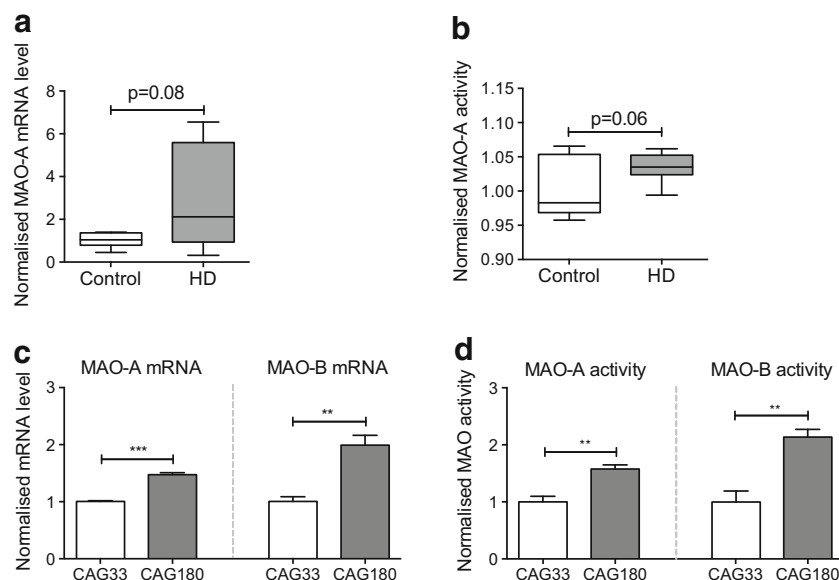 a
Normalised MAO-A mRNA level
8
6
4
2
0
p=0.08
Control HD
b
Normalised MAO-A activity
1.15
1.10
1.05
1.00
0.95
0.90
p=0.06
Control HD
c
MAO-A mRNA MAO-B mRNA
Normalised mRNA level
3
2
1
0
*** **
CAG33 CAG180 CAG33 CAG180
d
MAO-A activity MAO-B activity
Normalised MAO activity
3
2
1
0
** **
CAG33 CAG180 CAG33 CAG180